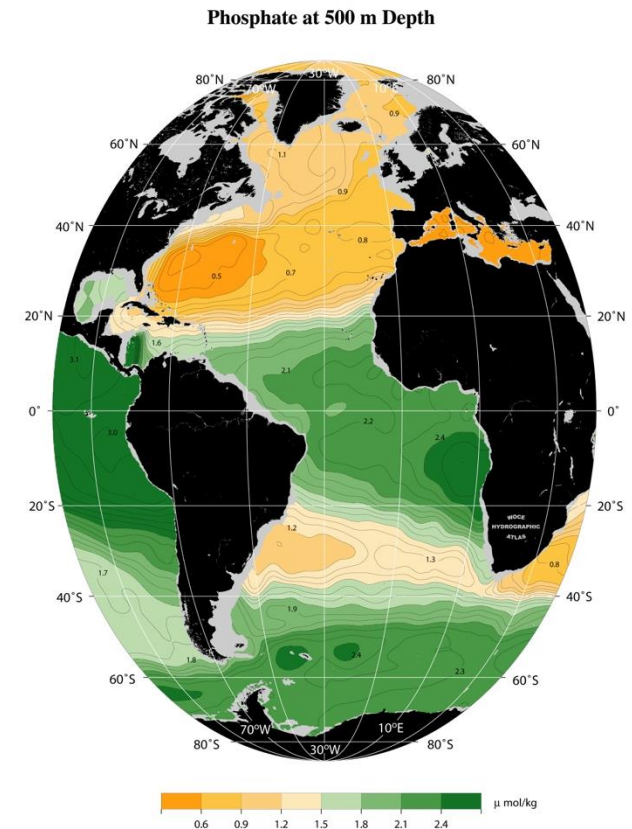 Phosphate at 500 m Depth
30°W
80°N 70°W 10°E 80°N
0.9
60°N 1.1 60°N
0.9
40°N 0.8 40°N
0.5 0.7
20°N 20°N
1.6
3.1 2.1
0° 2.2 0°
3.0 2.4
20°S 20°S
WOCE
HYDROGRAPHIC
ATLAS
1.2
1.7 1.3 0.8
40°S 1.9 40°S
1.8 2.4
2.3
60°S 60°S
70°W 10°E
80°S 30°W 80°S
μ mol/kg
0.6 0.9 1.2 1.5 1.8 2.1 2.4